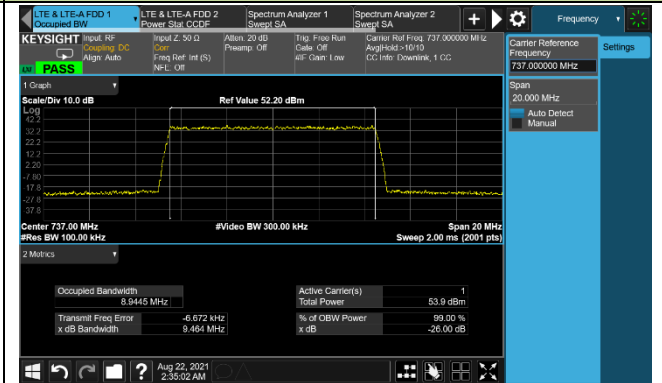 LTE & LTE-A FDD 1
Occupied BW
LTE & LTE-A FDD 2
Power Stat CCDF
Spectrum Analyzer 1
Swept SA
Spectrum Analyzer 2
Swept SA
Frequency
KEYSIGHT
PASS
Input: RF
Coupling: DC
Align: Auto
Input Z: 50 Ω
Corr
Freq Ref: Int (S)
NFE: Off
Atten: 20 dB
Preamp: Off
Trig: Free Run
Gate: Off
#IF Gain: Low
Carrier Ref Freq: 737.000000 MHz
Avg|Hold:>10/10
CC Info: Downlink, 1 CC
Carrier Reference
Frequency
737.000000 MHz
Settings
Span
20.000 MHz
Auto Detect
Manual
1 Graph
Scale/Div 10.0 dB
Ref Value 52.20 dBm
Log
42.2
32.2
22.2
12.2
2.20
-7.80
-17.8
-27.8
-37.8
Center 737.00 MHz
#Video BW 300.00 kHz
Span 20 MHz
#Res BW 100.00 kHz
Sweep 2.00 ms (2001 pts)
2 Metrics
Occupied Bandwidth
8.9445 MHz
Active Carrier(s)
1
Total Power
53.9 dBm
Transmit Freq Error
-6.672 kHz
% of OBW Power
99.00 %
x dB Bandwidth
9.464 MHz
x dB
-26.00 dB
Aug 22, 2021
2:35:02 AM